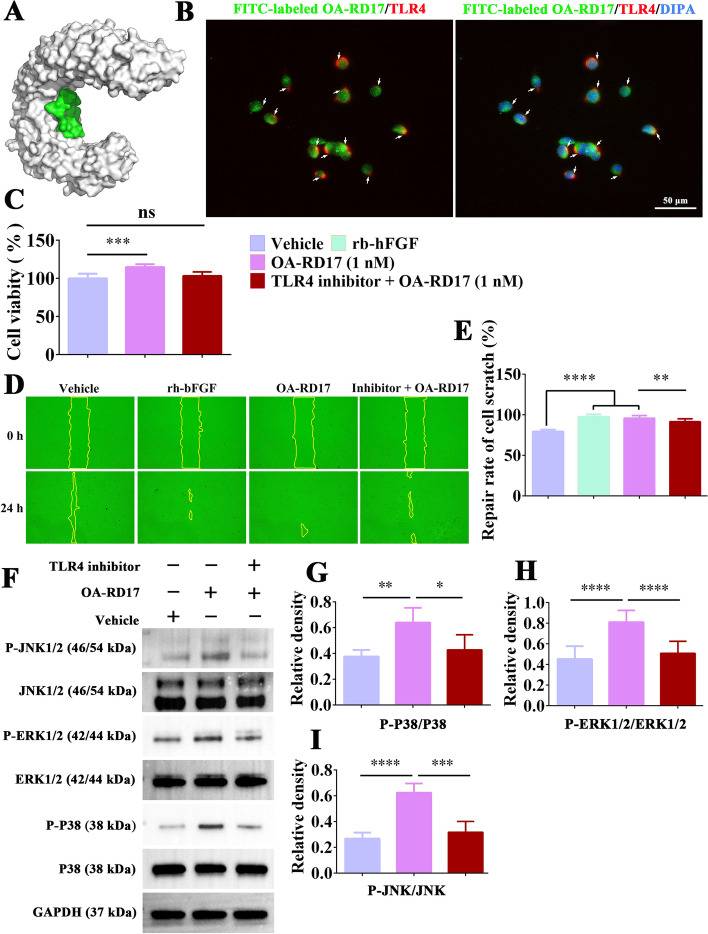 A
B
FITC-labeled OA-RD17/TLR4
FITC-labeled OA-RD17/TLR4/DIPA
50 μm
C
ns
***
Cell viabity ( %)
150
100
50
0
Vehicle
rb-hFGF
OA-RD17 (1 nM)
TLR4 inhibitor + OA-RD17 (1 nM)
D
Vehicle
rh-bFGF
OA-RD17
Inhibitor + OA-RD17
0 h
24 h
E
Repair rate of cell scratch (%)
150
100
50
0
****
**
F
TLR4 inhibitor − − +
OA-RD17 − + +
Vehicle + − −
P-JNK1/2 (46/54 kDa)
JNK1/2 (46/54 kDa)
P-ERK1/2 (42/44 kDa)
ERK1/2 (42/44 kDa)
P-P38 (38 kDa)
P38 (38 kDa)
GAPDH (37 kDa)
G
Relative density
0.8
0.6
0.4
0.2
0.0
**
*
P-P38/P38
H
Relative density
1.0
0.8
0.6
0.4
0.2
0.0
****
****
P-ERK1/2/ERK1/2
I
Relative density
0.8
0.6
0.4
0.2
0.0
****
***
P-JNK/JNK